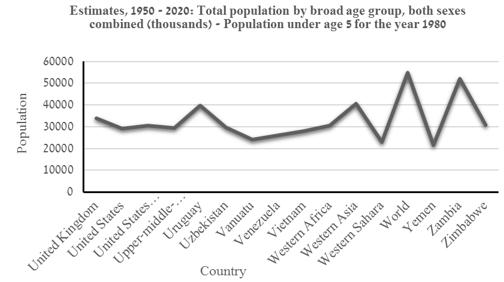 Estimates, 1950 - 2020: Total population by broad age group, both sexes
combined (thousands) - Population under age 5 for the year 1980
Population
60000
50000
40000
30000
20000
10000
0
United Kingdom
United States
United States...
Upper-middle-...
Uruguay
Uzbekistan
Vanuatu
Venezuela
Vietnam
Western Africa
Western Asia
Western Sahara
World
Yemen
Zambia
Zimbabwe
Country